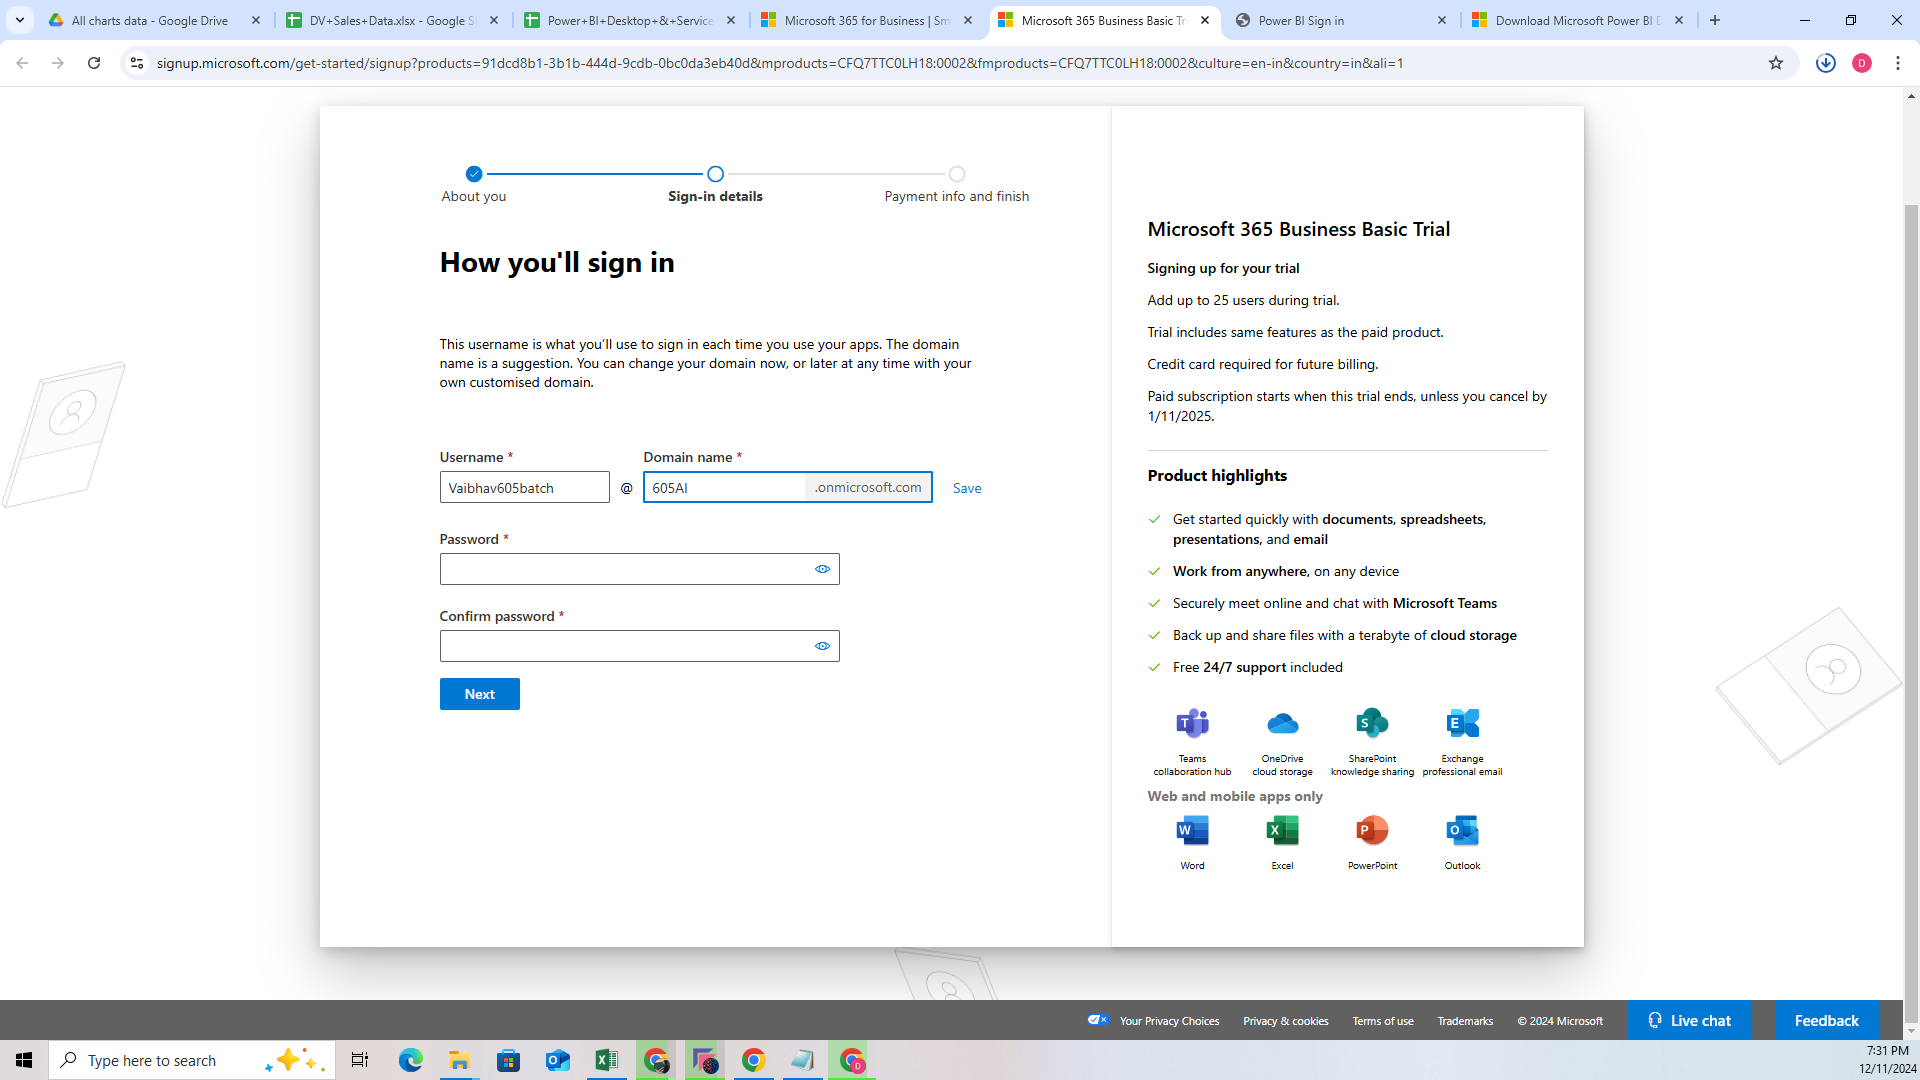 All charts data - Google Drive
DV+Sales+Data.xlsx - Google S
Power+BI+Desktop+&+Service
Microsoft 365 for Business | Sm
Microsoft 365 Business Basic Tr
Power BI Sign in
Download Microsoft Power BI D
signup.microsoft.com/get-started/signup?products=91dcd8b1-3b1b-444d-9cdb-0bc0da3eb40d&mproducts=CFQ7TTC0LH18:0002&fmproducts=CFQ7TTC0LH18:0002&culture=en-in&country=in&ali=1
D
About you
Sign-in details
Payment info and finish
How you'll sign in
This username is what you'll use to sign in each time you use your apps. The domain
name is a suggestion. You can change your domain now, or later at any time with your
own customised domain.
Username *
Domain name *
Vaibhav605batch
@
605AI
.onmicrosoft.com
Save
Password *
Confirm password *
Next
Microsoft 365 Business Basic Trial
Signing up for your trial
Add up to 25 users during trial.
Trial includes same features as the paid product.
Credit card required for future billing.
Paid subscription starts when this trial ends, unless you cancel by
1/11/2025.
Product highlights
Get started quickly with documents, spreadsheets,
presentations, and email
Work from anywhere, on any device
Securely meet online and chat with Microsoft Teams
Back up and share files with a terabyte of cloud storage
Free 24/7 support included
Teams
collaboration hub
OneDrive
cloud storage
SharePoint
knowledge sharing
Exchange
professional email
Web and mobile apps only
Word
Excel
PowerPoint
Outlook
Your Privacy Choices
Privacy & cookies
Terms of use
Trademarks
© 2024 Microsoft
Live chat
Feedback
Type here to search
7:31 PM
12/11/2024